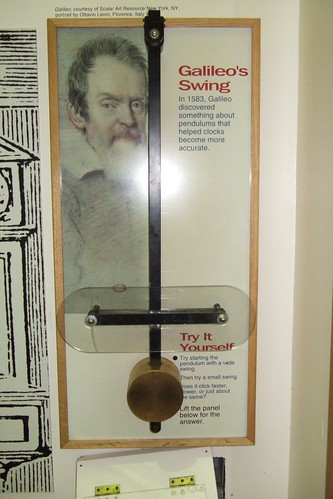 Galileo, courtesy of Scala/ Art Resource New York, NY,
portrait by Ottavio Leoni, Florence, Italy
Galileo's
Swing
In 1583, Galileo
discovered
something about
pendulums that
helped clocks
become more
accurate.
Try It
Yourself
Try starting the
pendulum with a wide
swing.
Then try a small swing.
Does it click faster,
slower, or just about
the same?
Lift the panel
below for the
answer.